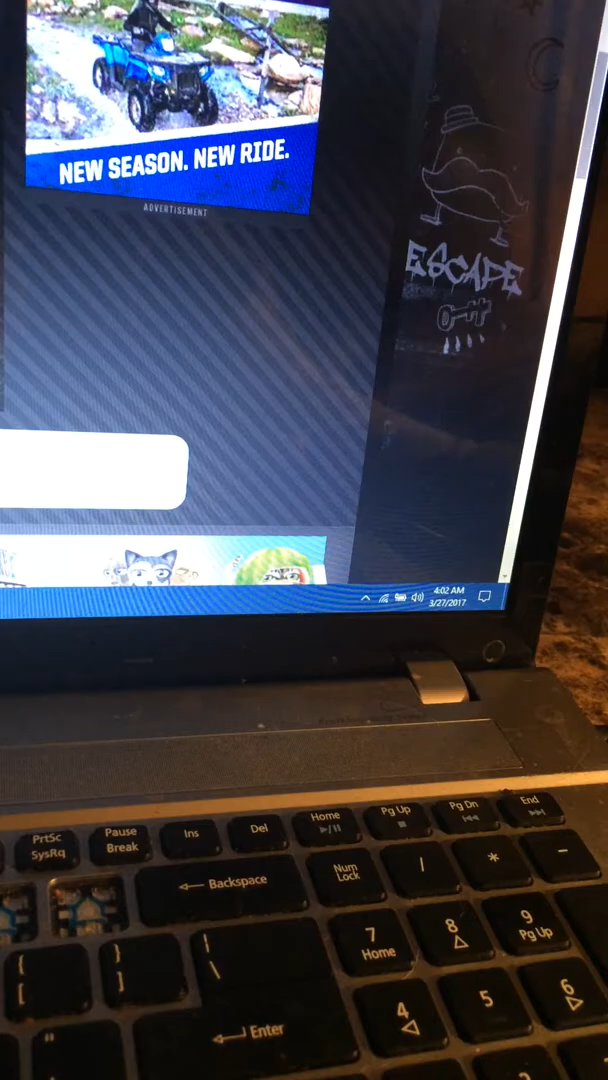 NEW SEASON. NEW RIDE.
ADVERTISEMENT
ESCAPE
4:02 AM
3/27/2017
PrtSc
SysRq
Pause
Break
Ins
Del
Home
Pg Up
Pg Dn
End
Backspace
Num
Lock
/
*
-
7
Home
8
9
Pg Up
{
[
}
]
|
\
4
5
6
"
Enter